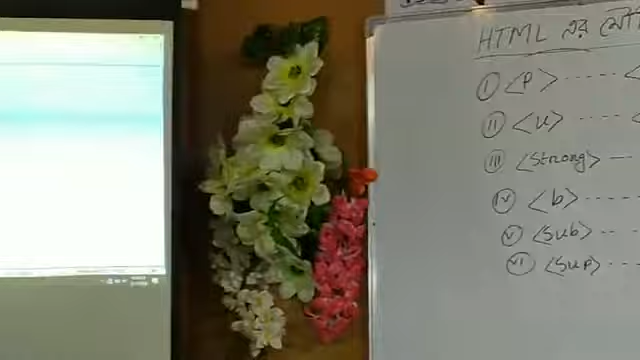 HTML এর মৌ
(i) <P> ------ <
(ii) <u> ----- <
(iii) <Strong> --
(iv) <b> ----
(v) <Sub> ---
(vi) <Sup> ---